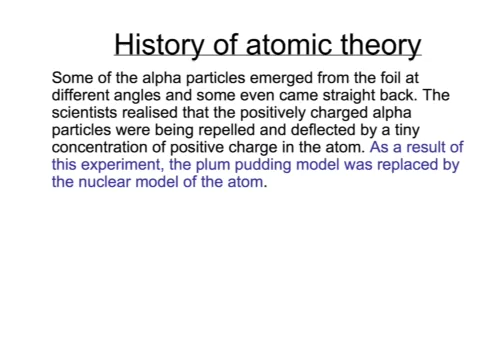 History of atomic theory
Some of the alpha particles emerged from the foil at
different angles and some even came straight back. The
scientists realised that the positively charged alpha
particles were being repelled and deflected by a tiny
concentration of positive charge in the atom. As a result of
this experiment, the plum pudding model was replaced by
the nuclear model of the atom.